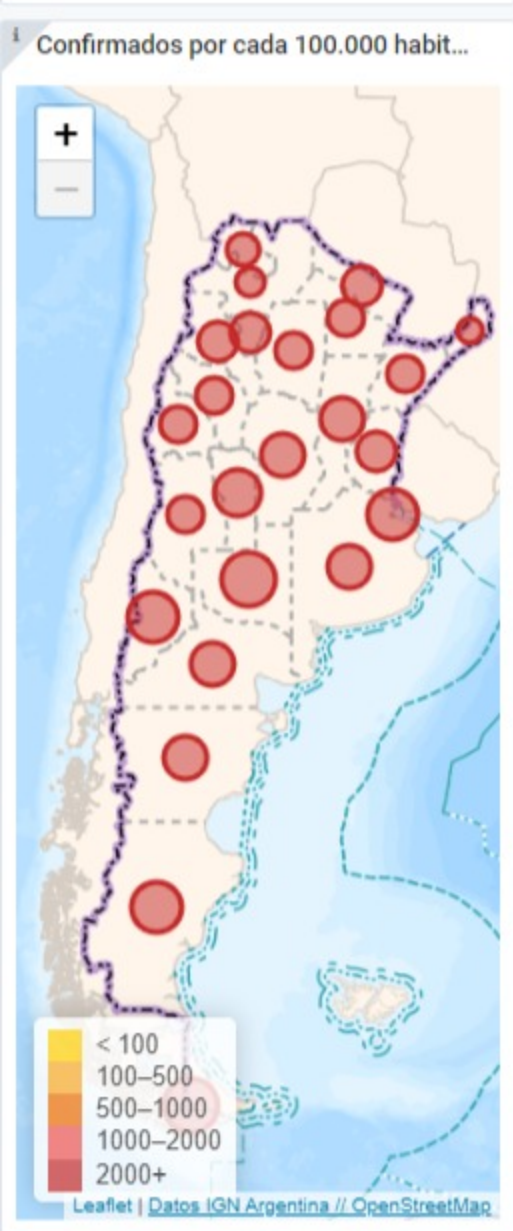 i
Confirmados por cada 100.000 habit...
+
−
< 100
100–500
500–1000
1000–2000
2000+
Leaflet | Datos IGN Argentina // OpenStreetMap